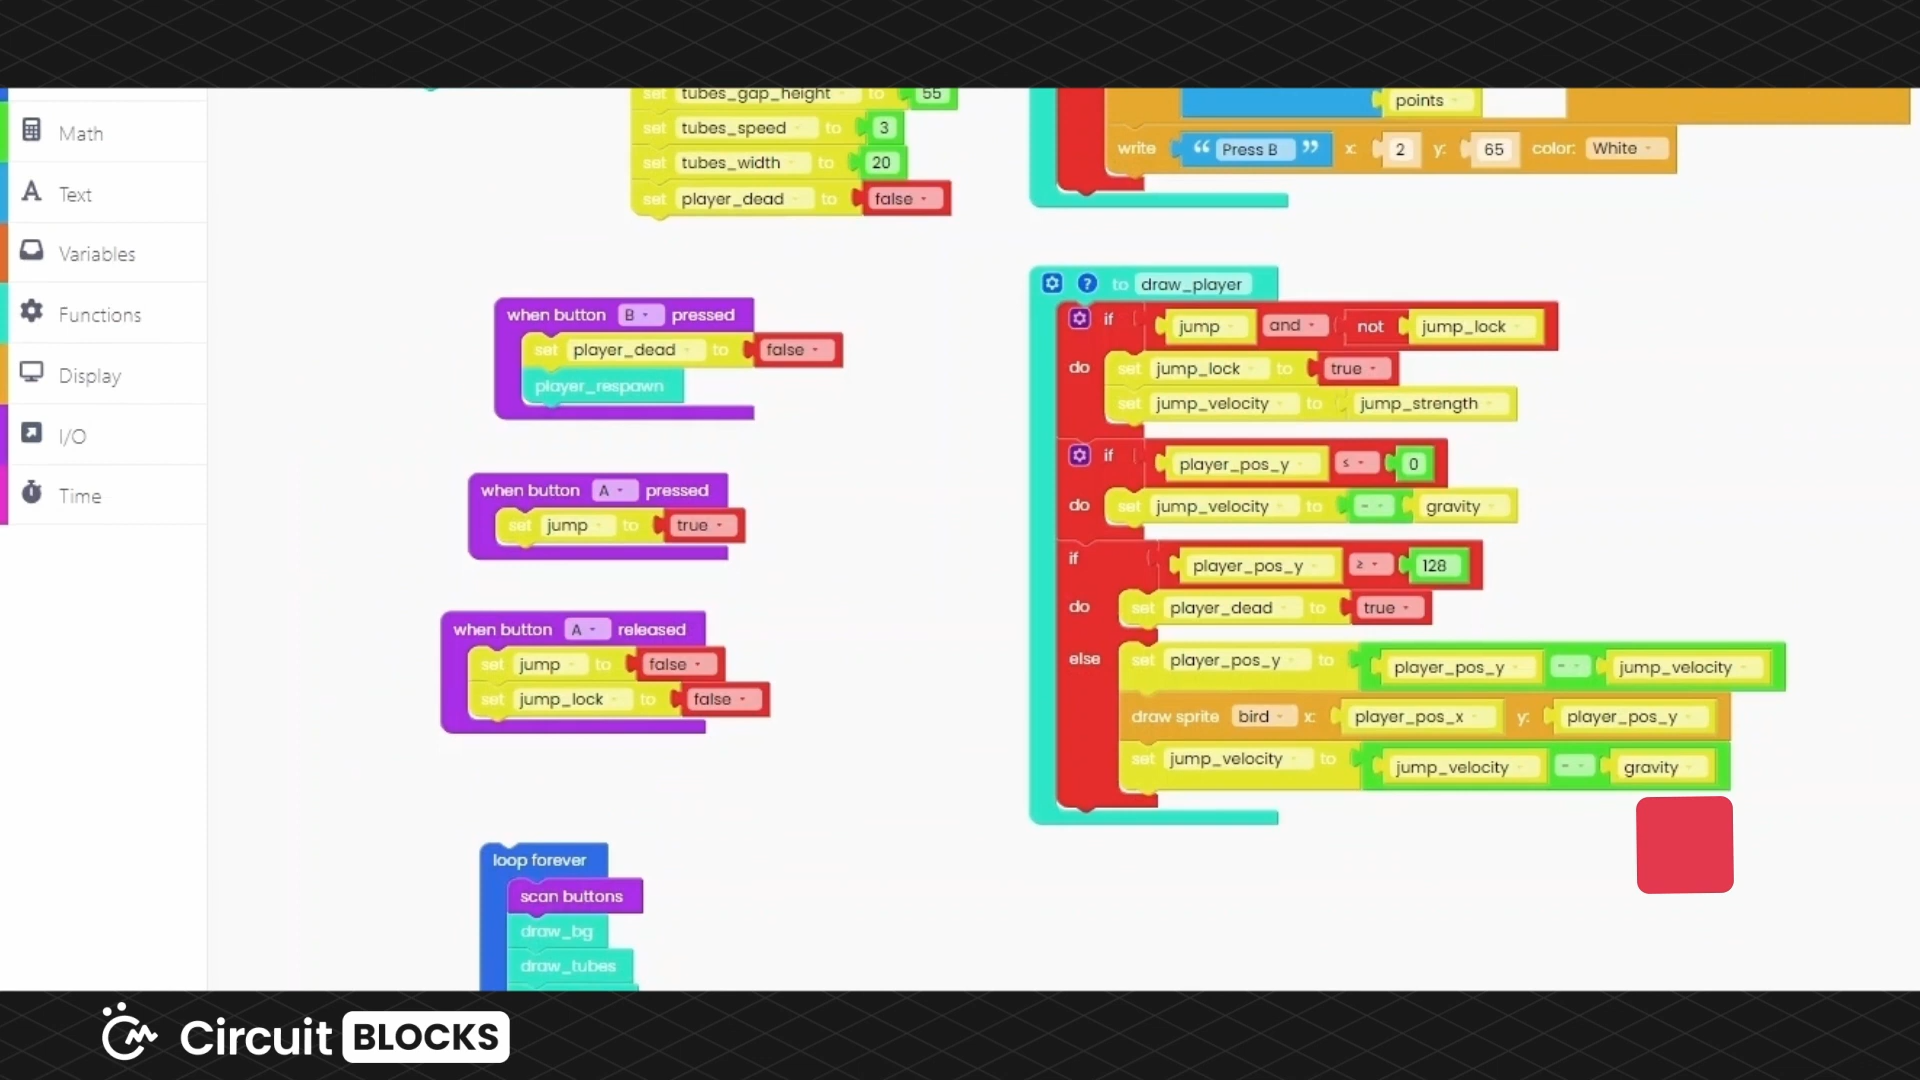 Math
Text
Variables
Functions
Display
I/O
Time
set tubes_gap_height to 55
set tubes_speed to 3
set tubes_width to 20
set player_dead to false
when button B pressed
set player_dead to false
player_respawn
when button A pressed
set jump to true
when button A released
set jump to false
set jump_lock to false
loop forever
scan buttons
draw_bg
draw_tubes
points
write “ Press B ” x: 2 y: 65 color: White
? to draw_player
if jump and not jump_lock
do set jump_lock to true
set jump_velocity to jump_strength
if player_pos_y ≤ 0
do set jump_velocity to - gravity
if player_pos_y ≥ 128
do set player_dead to true
else set player_pos_y to player_pos_y - jump_velocity
draw sprite bird x: player_pos_x y: player_pos_y
set jump_velocity to jump_velocity - gravity
Circuit BLOCKS